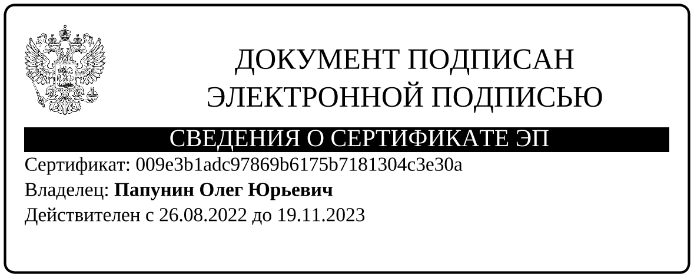 ДОКУМЕНТ ПОДПИСАН
ЭЛЕКТРОННОЙ ПОДПИСЬЮ
СВЕДЕНИЯ О СЕРТИФИКАТЕ ЭП
Сертификат: 009e3b1adc97869b6175b7181304c3e30a
Владелец: Папунин Олег Юрьевич
Действителен с 26.08.2022 до 19.11.2023